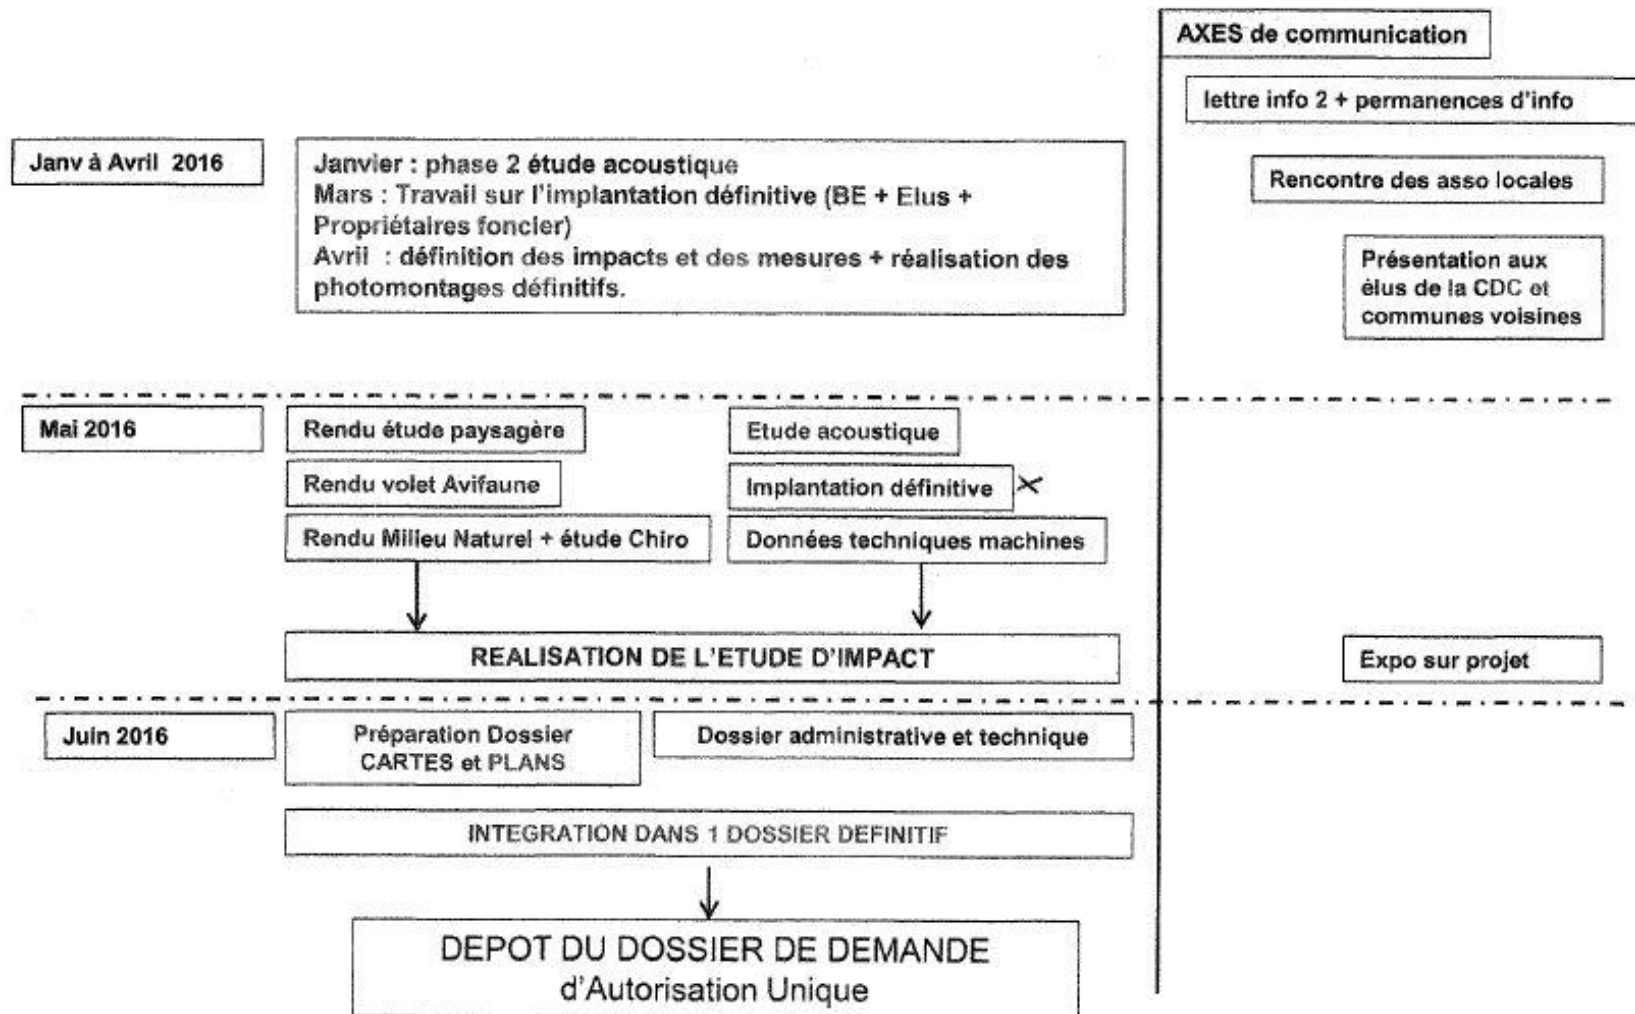 AXES de communication
lettre info 2 + permanences d'info
Janv à Avril 2016
Janvier : phase 2 étude acoustique
Mars : Travail sur l'implantation définitive (BE + Elus +
Propriétaires foncier)
Avril : définition des impacts et des mesures + réalisation des
photomontages définitifs.
Rencontre des asso locales
Présentation aux
élus de la CDC et
communes voisines
Mai 2016
Rendu étude paysagère
Etude acoustique
Rendu volet Avifaune
Implantation définitive
Rendu Milieu Naturel + étude Chiro
Données techniques machines
REALISATION DE L'ETUDE D'IMPACT
Expo sur projet
Juin 2016
Préparation Dossier
CARTES et PLANS
Dossier administrative et technique
INTEGRATION DANS 1 DOSSIER DEFINITIF
DEPOT DU DOSSIER DE DEMANDE
d'Autorisation Unique